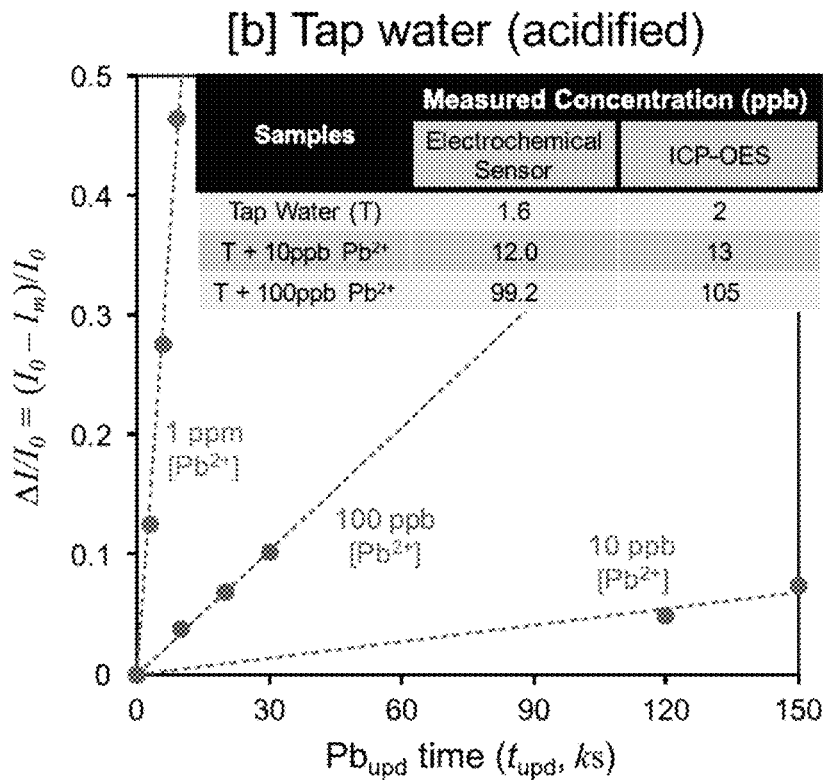 [b] Tap water (acidified)
0.5
0.4
0.3
0.2
0.1
0
ΔI/I₀ = (I₀ – Iₘ)/I₀
Samples
Measured Concentration (ppb)
Electrochemical
Sensor
ICP-OES
Tap Water (T) 1.6 2
T + 10ppb Pb²⁺ 12.0 13
T + 100ppb Pb²⁺ 99.2 105
1 ppm
[Pb²⁺]
100 ppb
[Pb²⁺]
10 ppb
[Pb²⁺]
0 30 60 90 120 150
Pb_upd time (t_upd, ks)